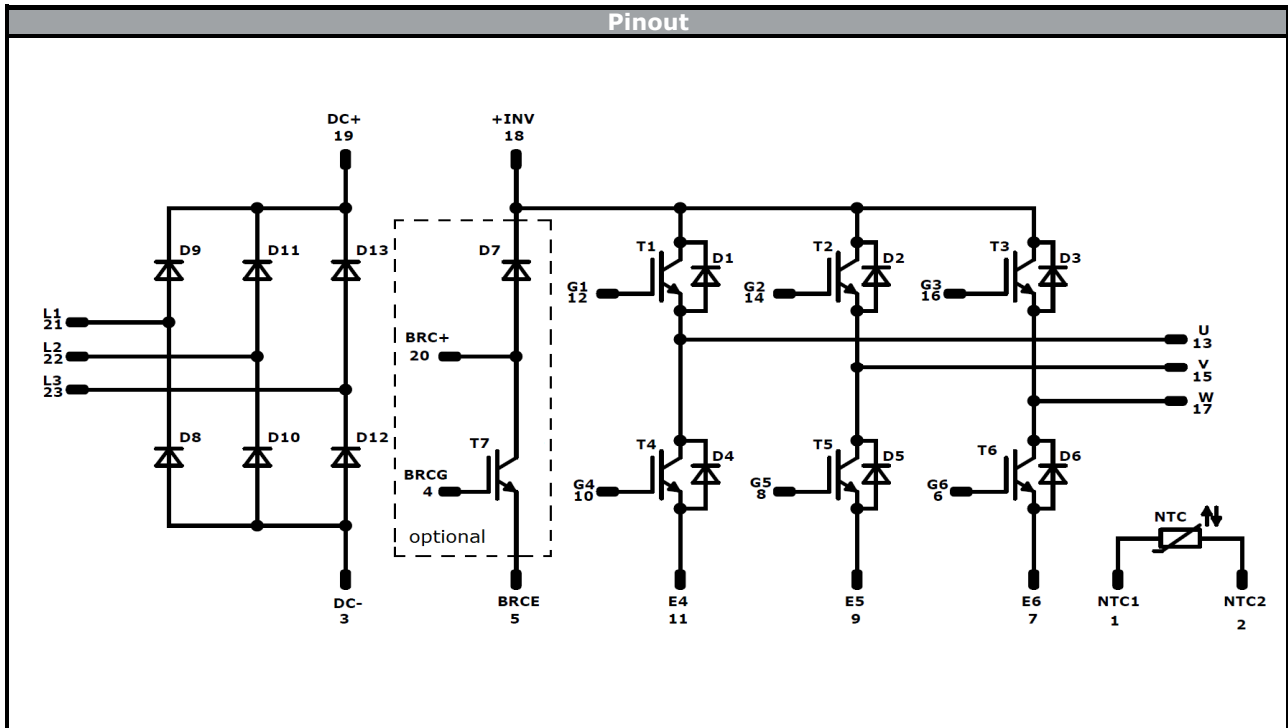 Pinout
DC+
19
+INV
18
D9
D11
D13
D7
T1
D1
T2
D2
T3
D3
G1
12
G2
14
G3
16
L1
21
L2
22
L3
23
BRC+
20
U
13
V
15
W
17
D8
D10
D12
T7
T4
D4
T5
D5
T6
D6
BRCG
4
G4
10
G5
8
G6
6
optional
NTC
DC-
3
BRCE
5
E4
11
E5
9
E6
7
NTC1
1
NTC2
2